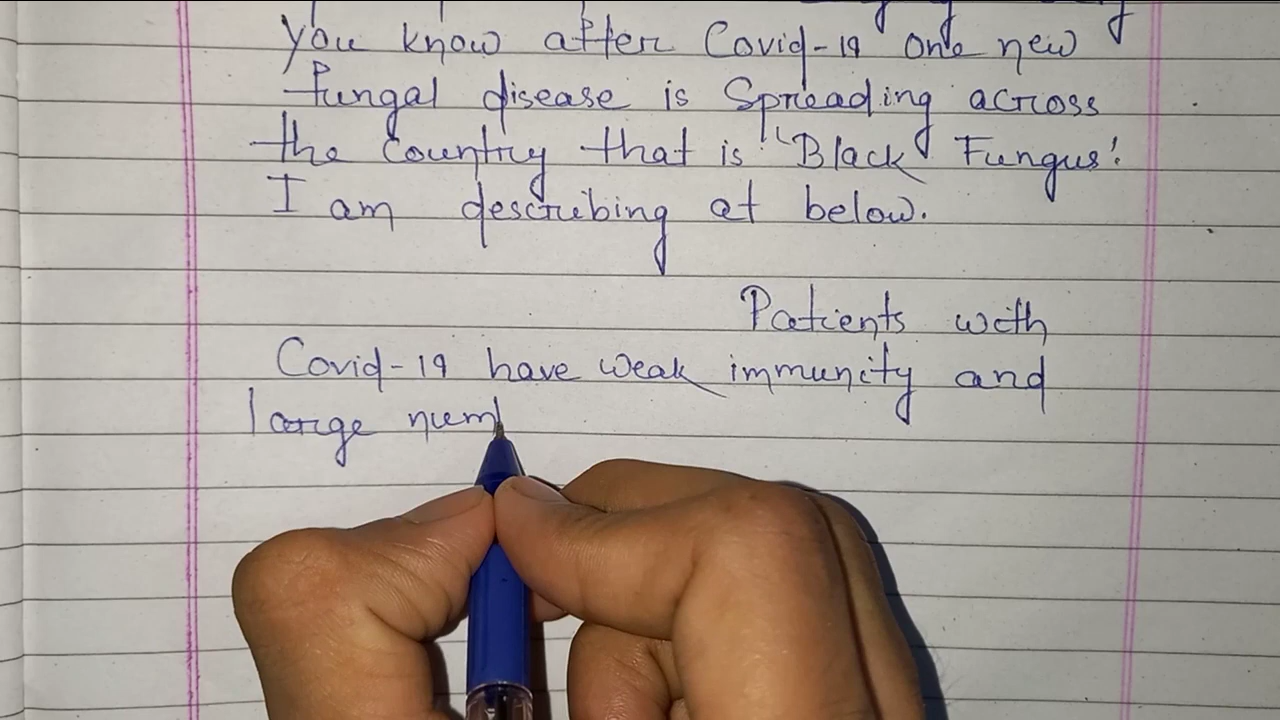 you know after Covid-19 one new
fungal disease is Spreading across
the Country that is "Black Fungus'.
I am describing at below.
Patients with
Covid-19 have weak immunity and
large num